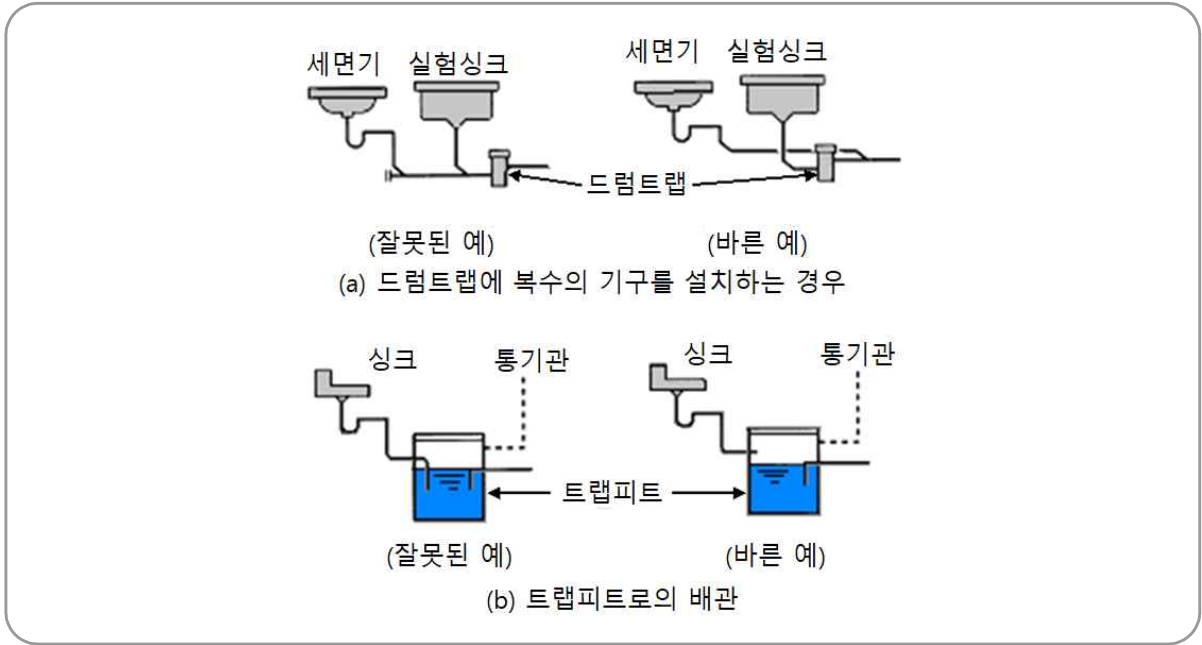 세면기 실험싱크 세면기 실험싱크
드럼트랩
(잘못된 예) (바른 예)
(a) 드럼트랩에 복수의 기구를 설치하는 경우
싱크 통기관 싱크 통기관
트랩피트
(잘못된 예) (바른 예)
(b) 트랩피트로의 배관